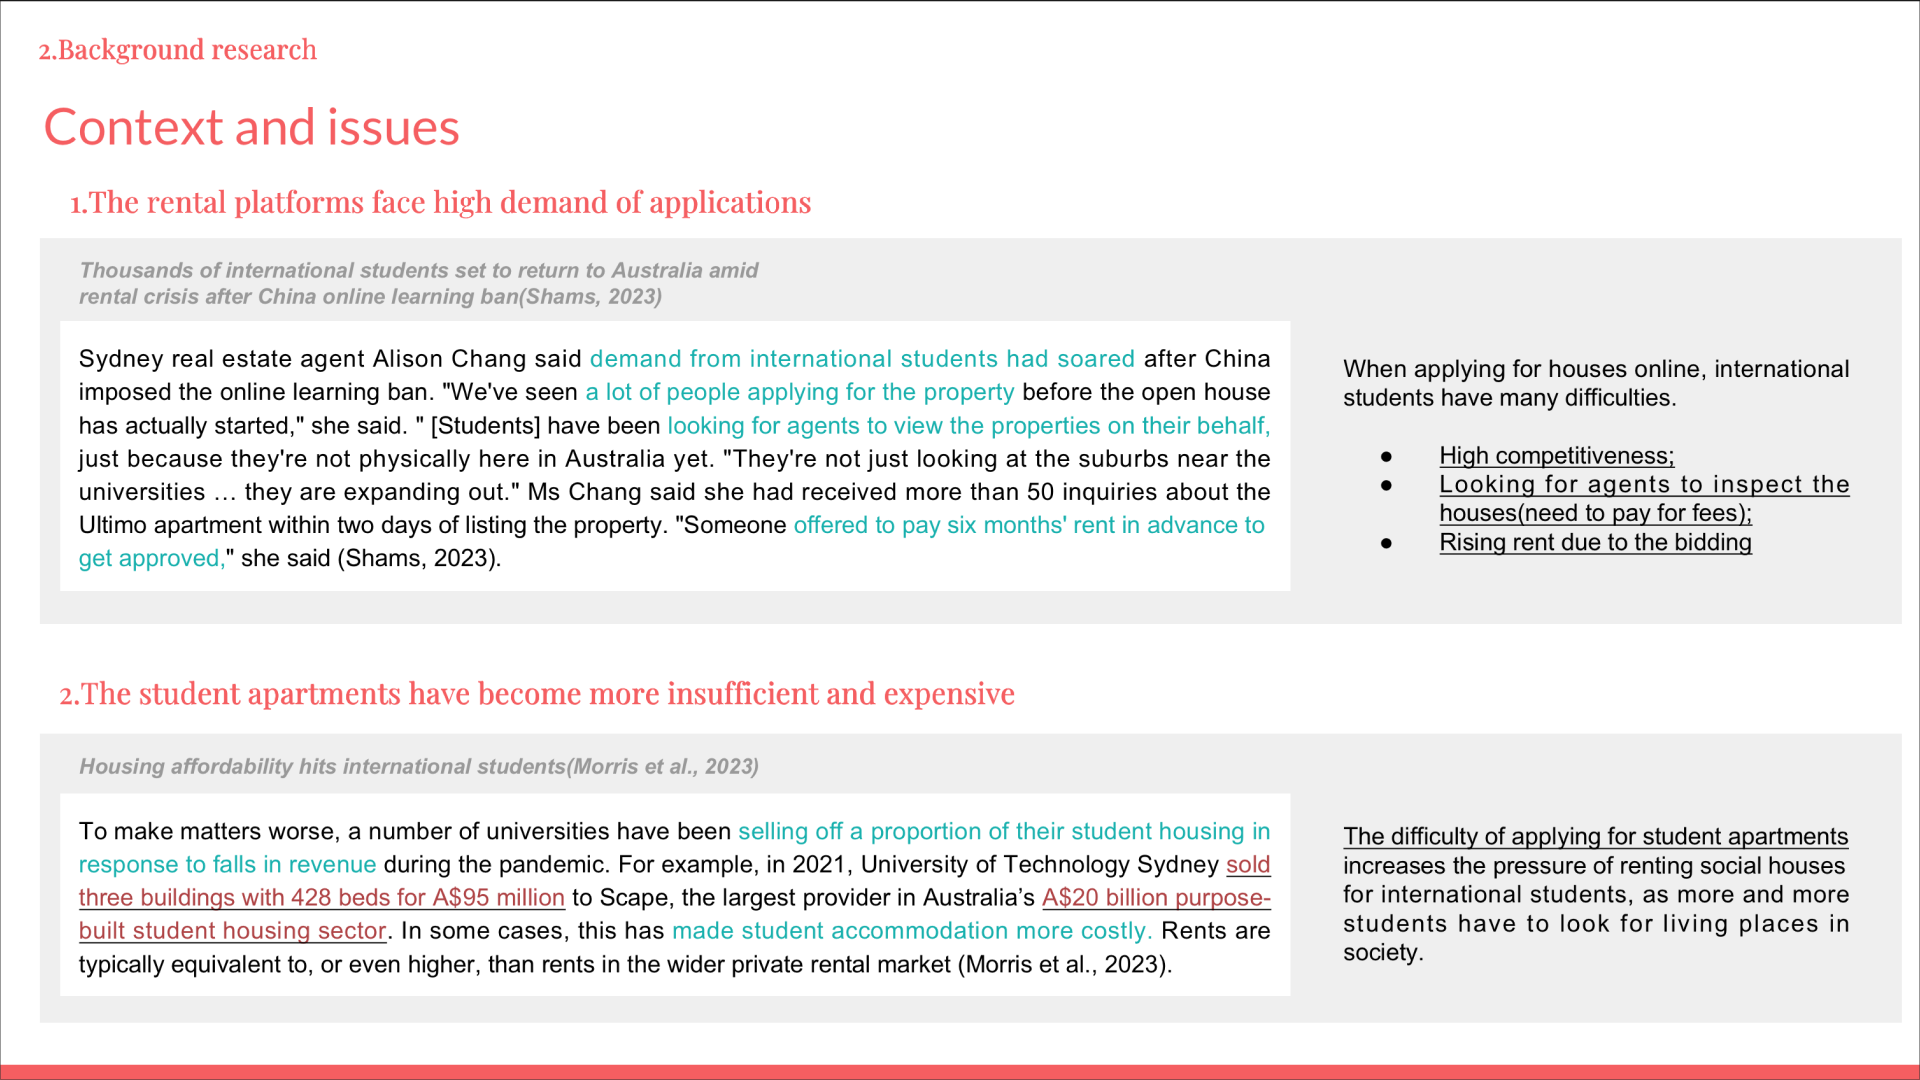 2.Background research
Context and issues
1.The rental platforms face high demand of applications
Thousands of international students set to return to Australia amid
rental crisis after China online learning ban(Shams, 2023)
Sydney real estate agent Alison Chang said demand from international students had soared after China
imposed the online learning ban. "We've seen a lot of people applying for the property before the open house
has actually started," she said. " [Students] have been looking for agents to view the properties on their behalf,
just because they're not physically here in Australia yet. "They're not just looking at the suburbs near the
universities … they are expanding out." Ms Chang said she had received more than 50 inquiries about the
Ultimo apartment within two days of listing the property. "Someone offered to pay six months' rent in advance to
get approved," she said (Shams, 2023).
When applying for houses online, international
students have many difficulties.
● High competitiveness;
● Looking for agents to inspect the
houses(need to pay for fees);
● Rising rent due to the bidding
2.The student apartments have become more insufficient and expensive
Housing affordability hits international students(Morris et al., 2023)
To make matters worse, a number of universities have been selling off a proportion of their student housing in
response to falls in revenue during the pandemic. For example, in 2021, University of Technology Sydney sold
three buildings with 428 beds for A$95 million to Scape, the largest provider in Australia’s A$20 billion purpose-
built student housing sector. In some cases, this has made student accommodation more costly. Rents are
typically equivalent to, or even higher, than rents in the wider private rental market (Morris et al., 2023).
The difficulty of applying for student apartments
increases the pressure of renting social houses
for international students, as more and more
students have to look for living places in
society.